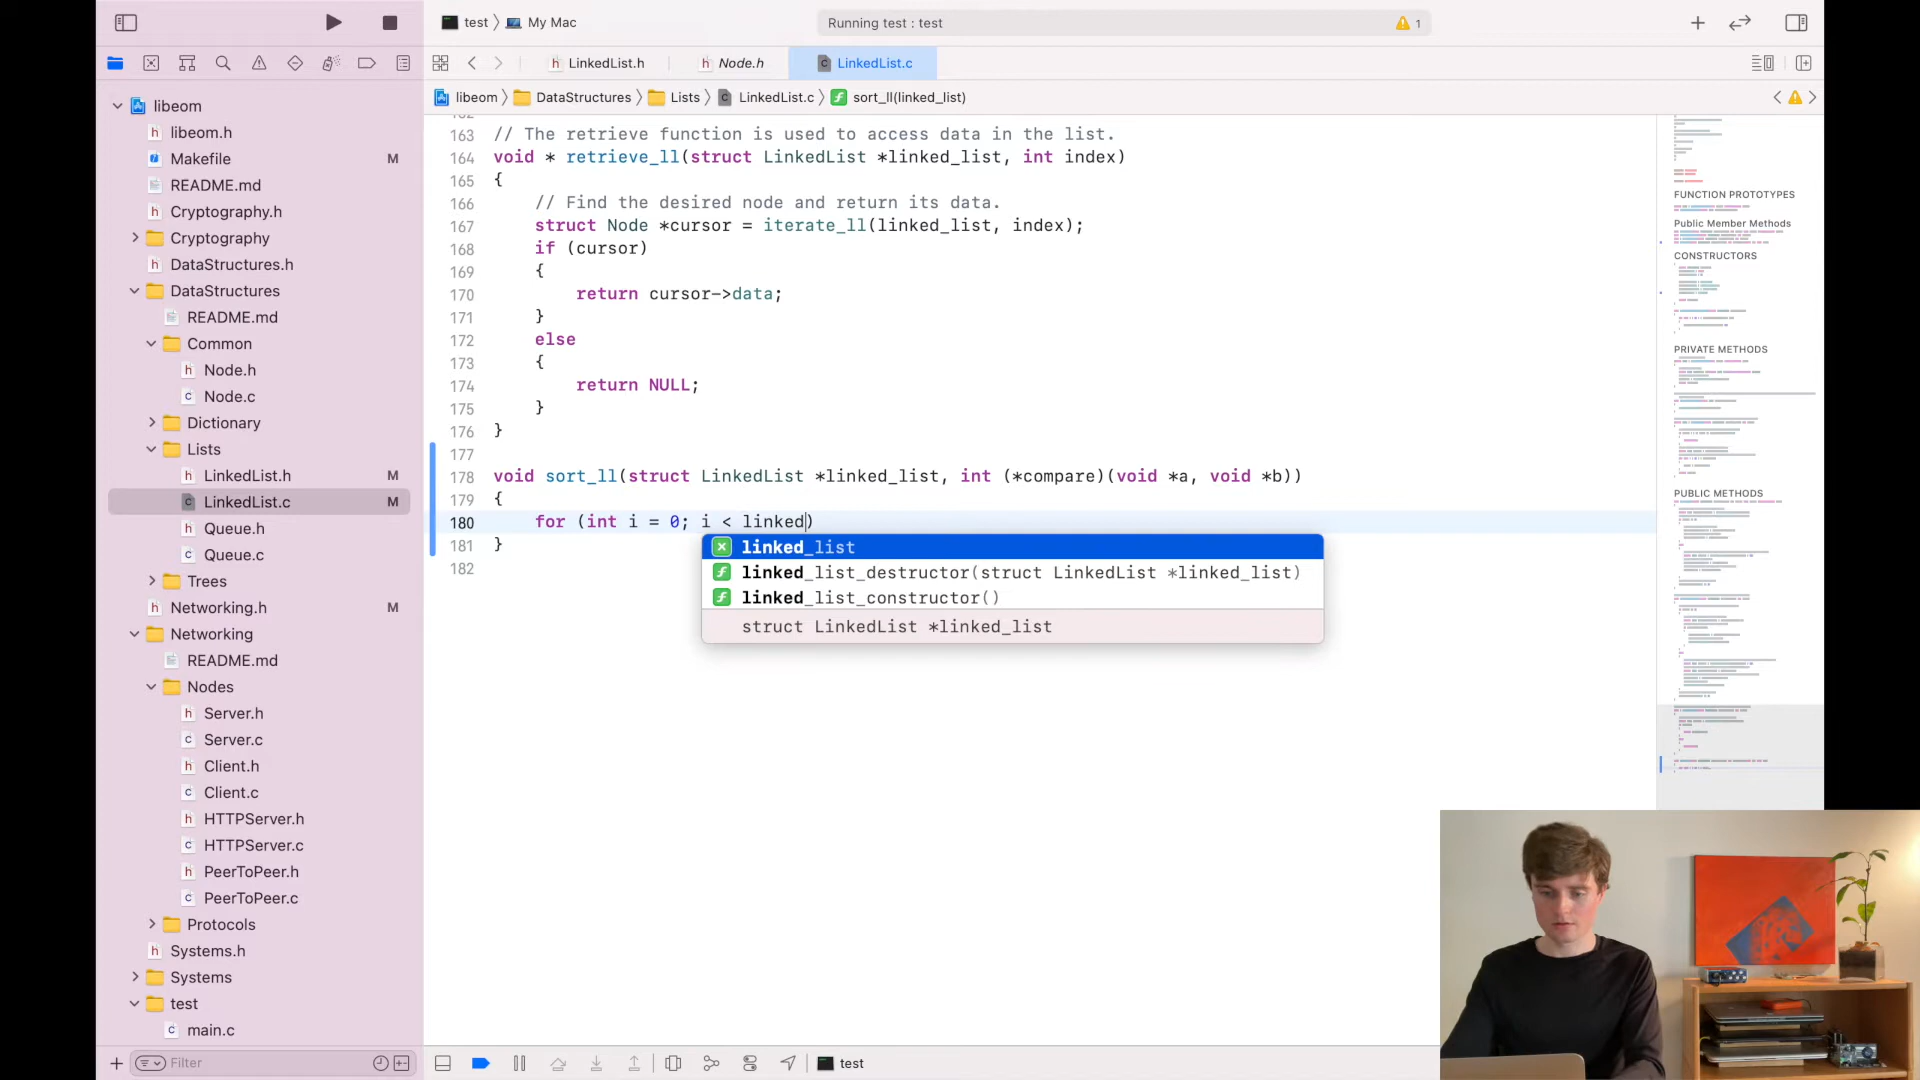 test My Mac
Running test : test
1
LinkedList.h
Node.h
LinkedList.c
libeom DataStructures Lists LinkedList.c sort_ll(linked_list)
libeom
libeom.h
Makefile M
README.md
Cryptography.h
Cryptography
DataStructures.h
DataStructures
README.md
Common
Node.h
Node.c
Dictionary
Lists
LinkedList.h M
LinkedList.c M
Queue.h
Queue.c
Trees
Networking.h M
Networking
README.md
Nodes
Server.h
Server.c
Client.h
Client.c
HTTPServer.h
HTTPServer.c
PeerToPeer.h
PeerToPeer.c
Protocols
Systems.h
Systems
test
main.c
Filter
163 // The retrieve function is used to access data in the list.
164 void * retrieve_ll(struct LinkedList *linked_list, int index)
165 {
166 // Find the desired node and return its data.
167 struct Node *cursor = iterate_ll(linked_list, index);
168 if (cursor)
169 {
170 return cursor->data;
171 }
172 else
173 {
174 return NULL;
175 }
176 }
177
178 void sort_ll(struct LinkedList *linked_list, int (*compare)(void *a, void *b))
179 {
180 for (int i = 0; i < linked)
181 }
182
linked_list
linked_list_destructor(struct LinkedList *linked_list)
linked_list_constructor()
struct LinkedList *linked_list
FUNCTION PROTOTYPES
Public Member Methods
CONSTRUCTORS
PRIVATE METHODS
PUBLIC METHODS
test